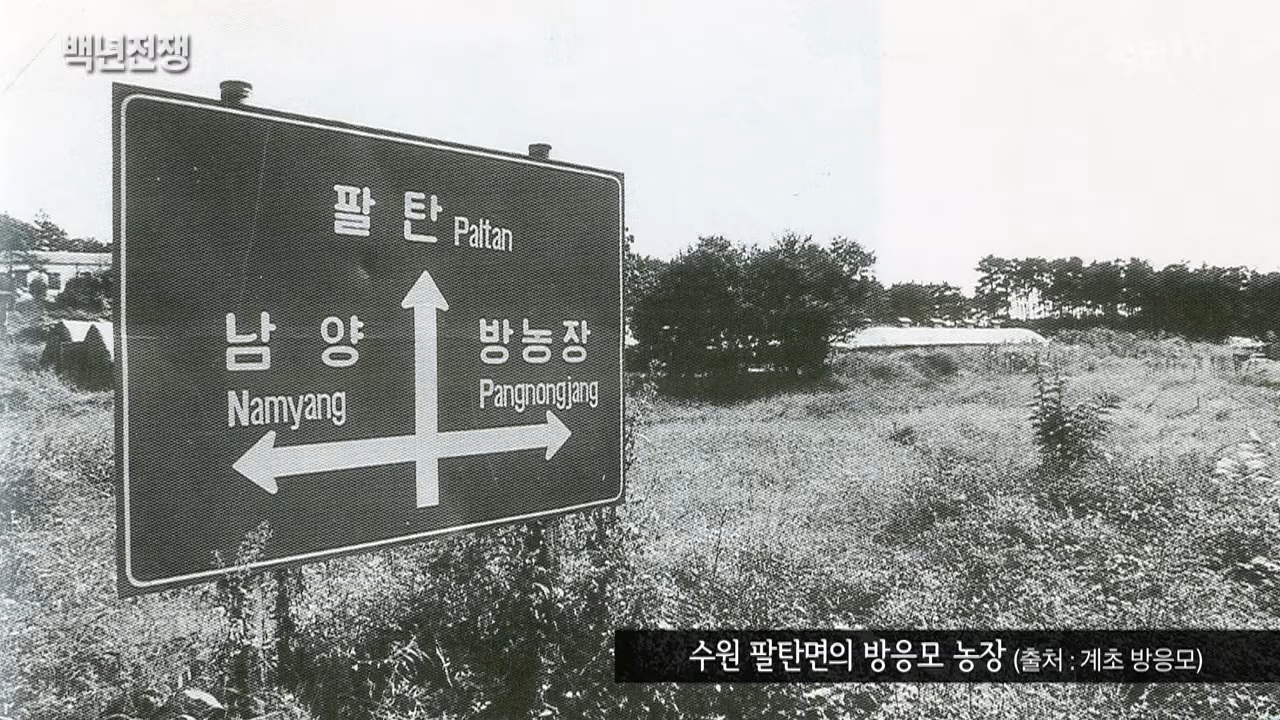 백년전쟁
팔 탄 Paltan
남 양 방농장
Namyang Pangnongjang
수원 팔탄면의 방응모 농장 (출처 : 계초 방응모)